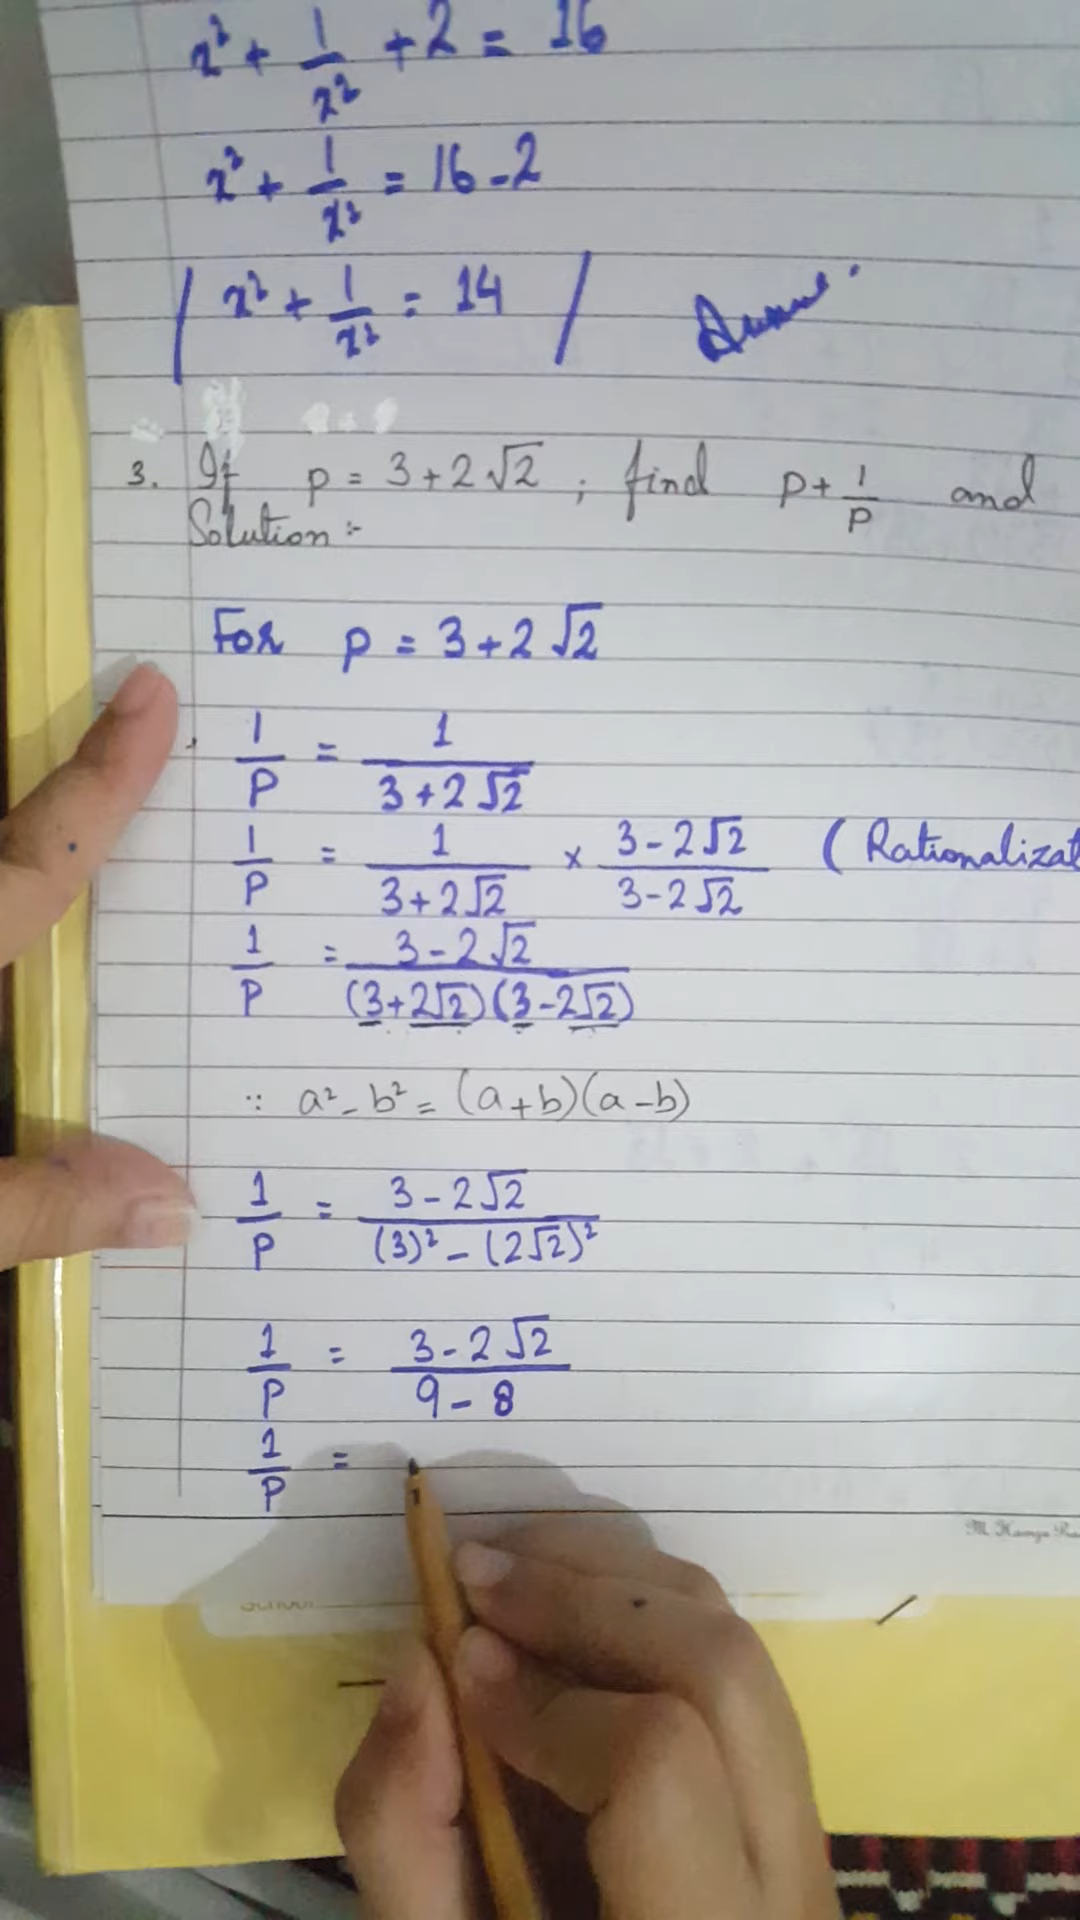 x² + 1/x² + 2 = 16
x² + 1/x² = 16 - 2
x² + 1/x² = 14
3. If p = 3 + 2√2 ; find p + 1/p and
Solution :-
For p = 3 + 2√2
1/p = 1/(3 + 2√2)
1/p = 1/(3 + 2√2) × (3 - 2√2)/(3 - 2√2) (Rationalizat
1/p = (3 - 2√2)/((3 + 2√2)(3 - 2√2))
∵ a² - b² = (a + b)(a - b)
1/p = (3 - 2√2)/((3)² - (2√2)²)
1/p = (3 - 2√2)/(9 - 8)
1/p =